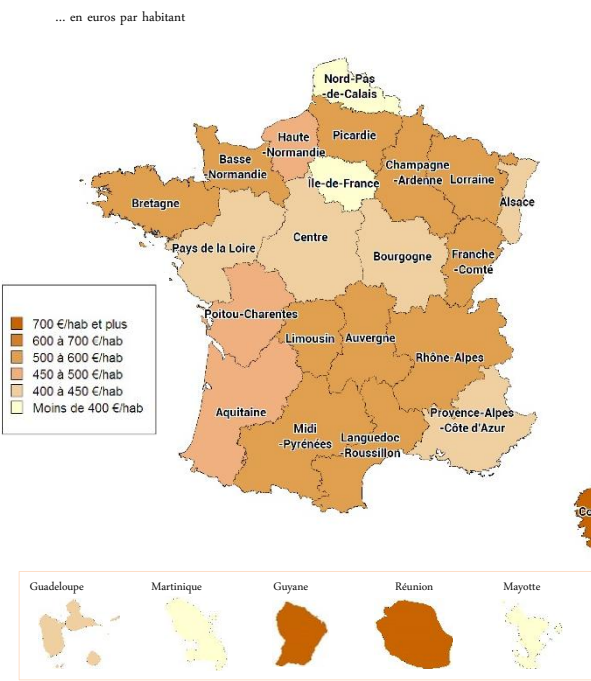 ... en euros par habitant
Nord-Pas
-de-Calais
Haute
-Normandie
Picardie
Basse
-Normandie
Île-de-France
Champagne
-Ardenne
Lorraine
Alsace
Bretagne
Pays de la Loire
Centre
Bourgogne
Franche
-Comté
Poitou-Charentes
Limousin
Auvergne
Rhône-Alpes
700 €/hab et plus
600 à 700 €/hab
500 à 600 €/hab
450 à 500 €/hab
400 à 450 €/hab
Moins de 400 €/hab
Aquitaine
Midi
-Pyrénées
Languedoc
-Roussillon
Provence-Alpes
-Côte d'Azur
Guadeloupe
Martinique
Guyane
Réunion
Mayotte